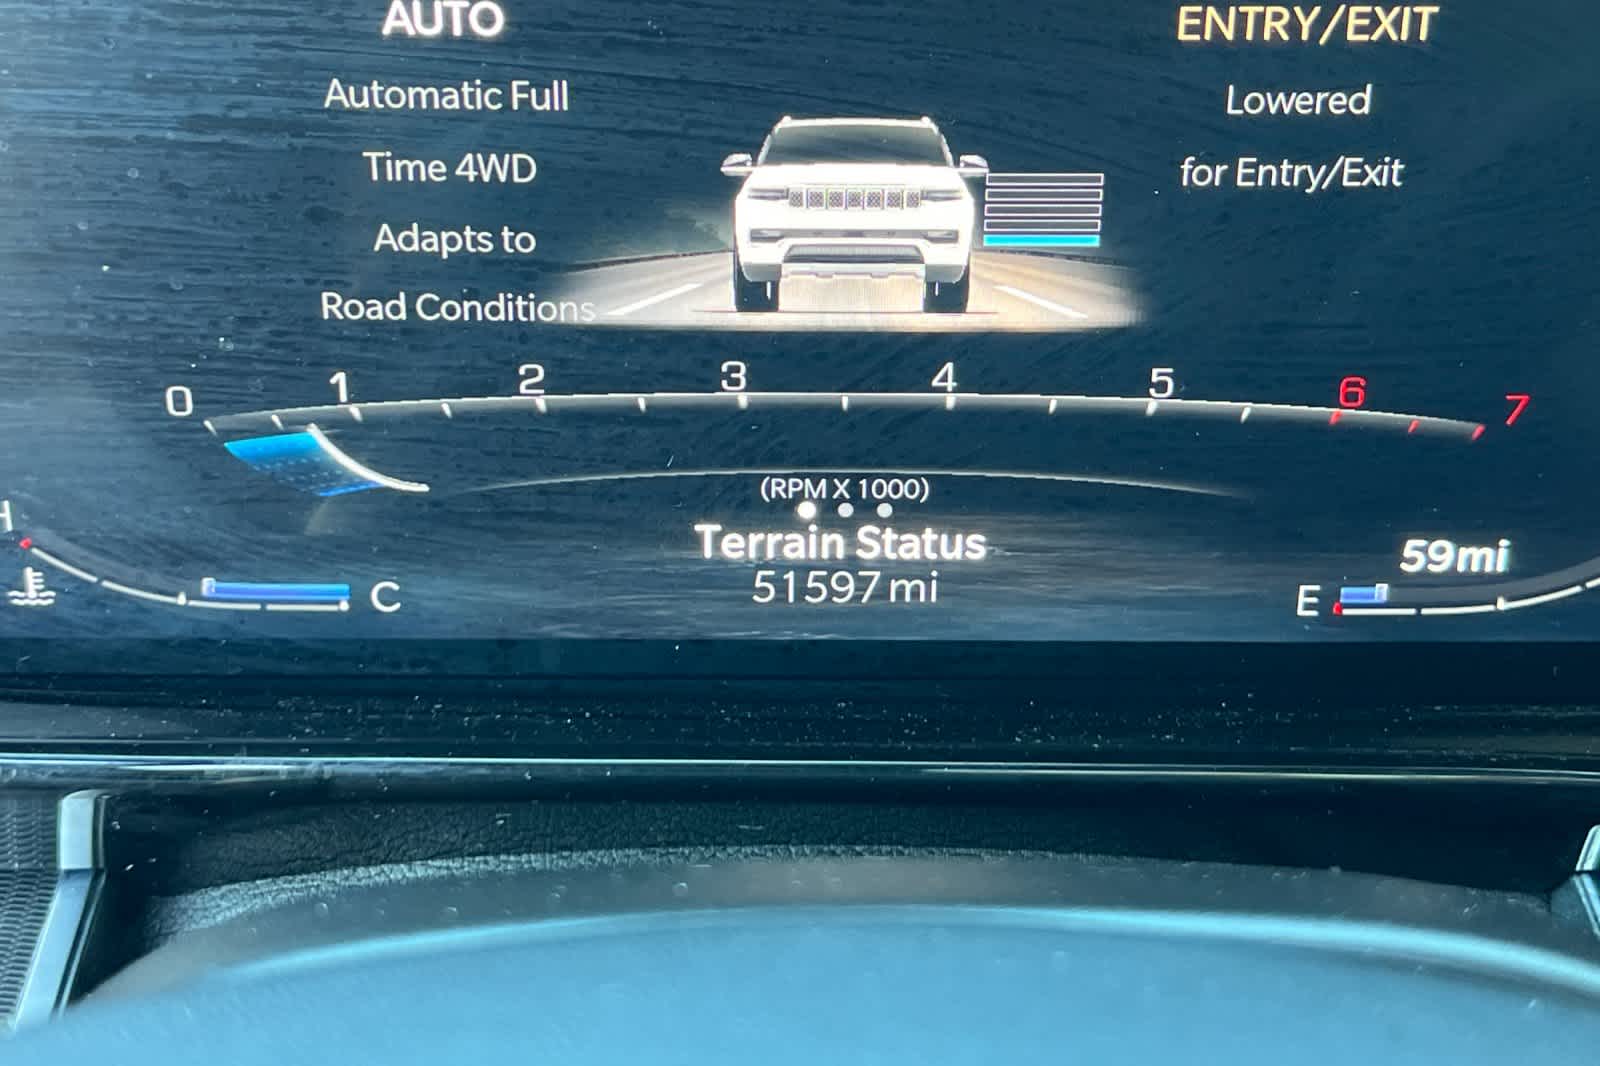 AUTO
Automatic Full
Time 4WD
Adapts to
Road Conditions
ENTRY/EXIT
Lowered
for Entry/Exit
0 1 2 3 4 5 6 7
(RPM X 1000)
Terrain Status
51597 mi
H
C
59mi
E